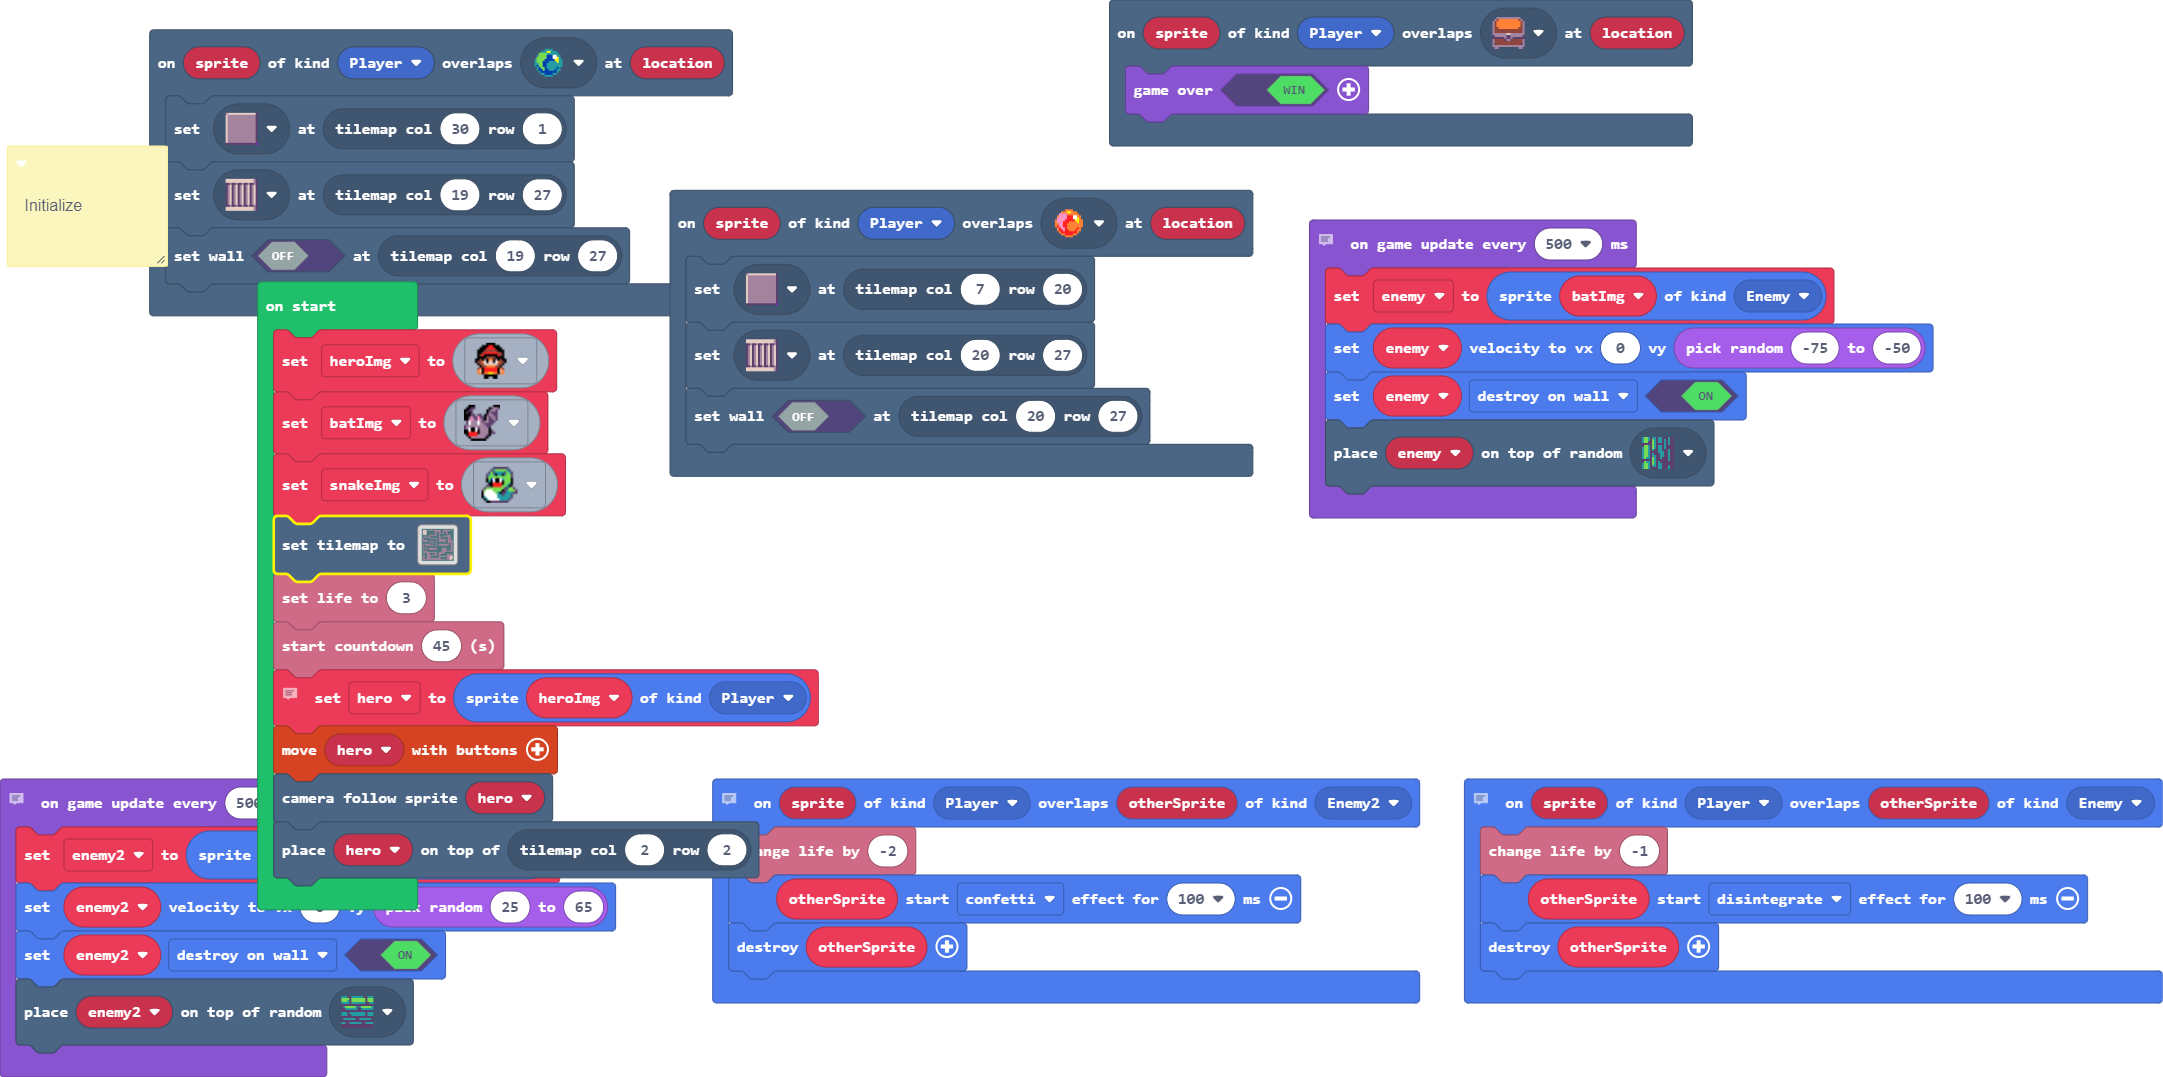 on sprite of kind Player overlaps at location
set at tilemap col 30 row 1
set at tilemap col 19 row 27
set wall OFF at tilemap col 19 row 27
Initialize
on sprite of kind Player overlaps at location
game over WIN
on sprite of kind Player overlaps at location
set at tilemap col 7 row 20
set at tilemap col 20 row 27
set wall OFF at tilemap col 20 row 27
on game update every 500 ms
set enemy to sprite batImg of kind Enemy
set enemy velocity to vx 0 vy pick random -75 to -50
set enemy destroy on wall ON
place enemy on top of random
on start
set heroImg to
set batImg to
set snakeImg to
set tilemap to
set life to 3
start countdown 45 (s)
set hero to sprite heroImg of kind Player
move hero with buttons
camera follow sprite hero
place hero on top of tilemap col 2 row 2
on game update every
set enemy2 to sprite
set enemy2 velocity random 25 to 65
set enemy2 destroy on wall ON
place enemy2 on top of random
on sprite of kind Player overlaps otherSprite of kind Enemy2
life by -2
otherSprite start confetti effect for 100 ms
destroy otherSprite
on sprite of kind Player overlaps otherSprite of kind Enemy
change life by -1
otherSprite start disintegrate effect for 100 ms
destroy otherSprite